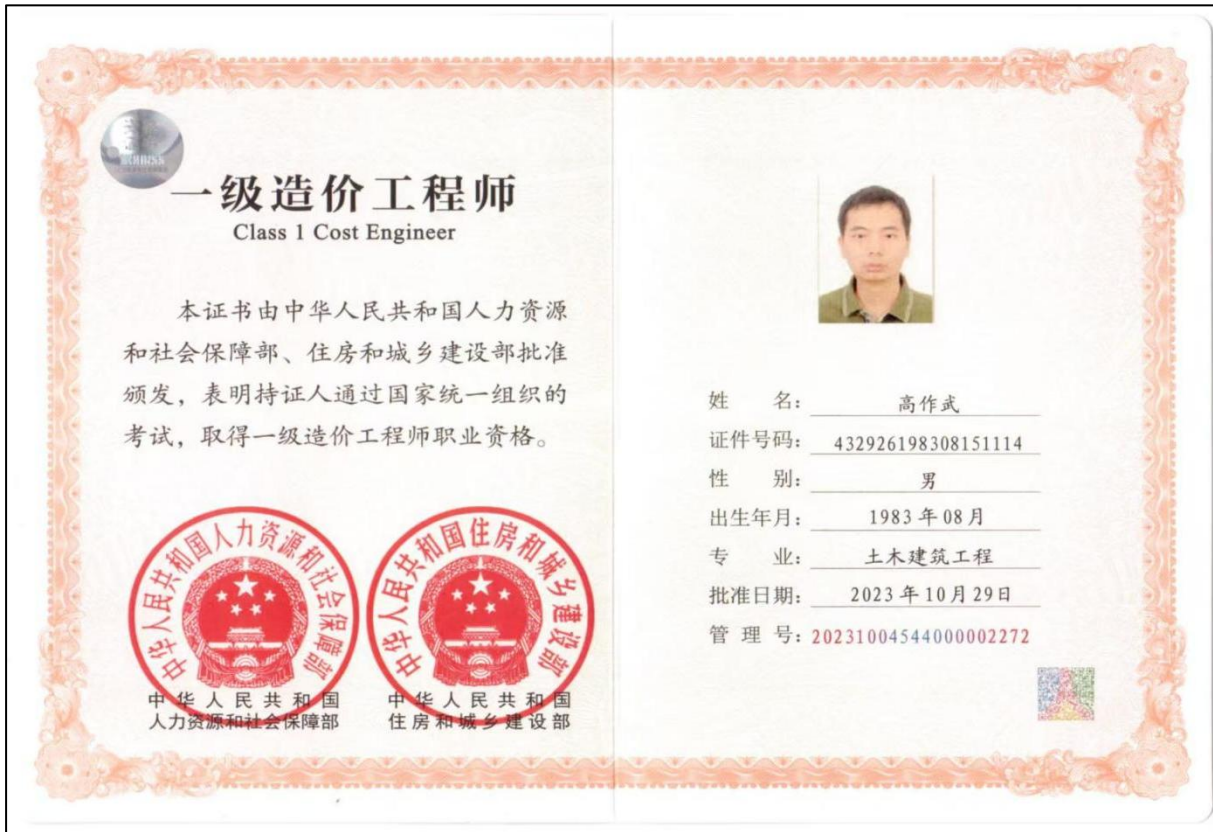 一级造价工程师
Class 1 Cost Engineer
本证书由中华人民共和国人力资源
和社会保障部、住房和城乡建设部批准
颁发，表明持证人通过国家统一组织的
考试，取得一级造价工程师职业资格。
中华人民共和国人力资源和社会保障部
中华人民共和国住房和城乡建设部
中华人民共和国
人力资源和社会保障部
中华人民共和国
住房和城乡建设部
姓 名： 高作武
证件号码： 432926198308151114
性 别： 男
出生年月： 1983年08月
专 业： 土木建筑工程
批准日期： 2023年10月29日
管 理 号：20231004544000002272